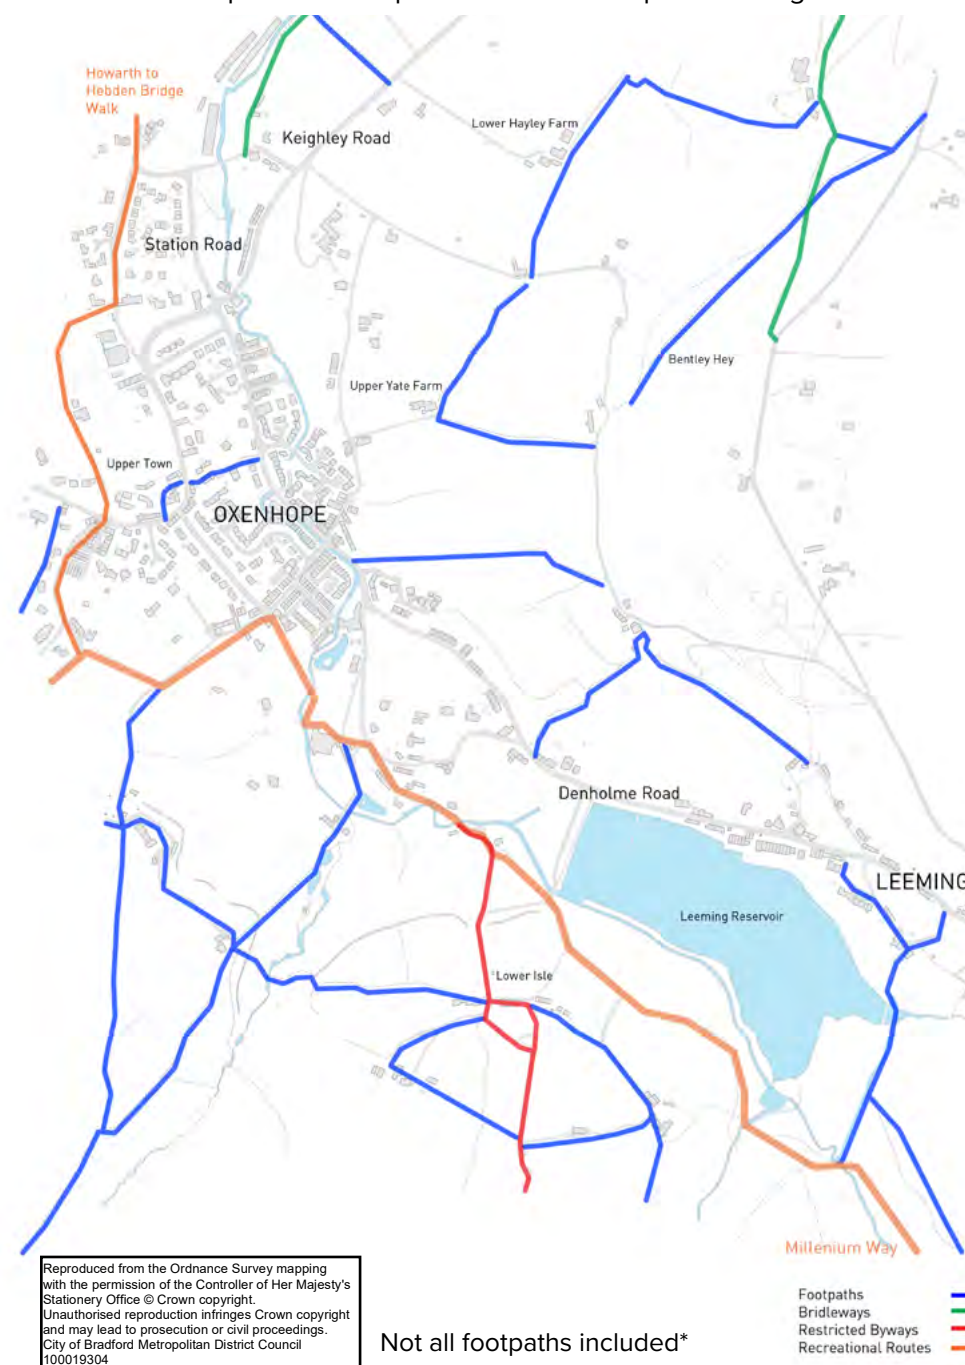 Howarth to
Hebden Bridge
Walk
Keighley Road
Lower Hayley Farm
Station Road
Bentley Hey
Upper Yate Farm
Upper Town
OXENHOPE
Denholme Road
LEEMING
Leeming Reservoir
Lower Isle
Millenium Way
Reproduced from the Ordnance Survey mapping
with the permission of the Controller of Her Majesty's
Stationery Office © Crown copyright.
Unauthorised reproduction infringes Crown copyright
and may lead to prosecution or civil proceedings.
City of Bradford Metropolitan District Council
100019304
Not all footpaths included*
Footpaths
Bridleways
Restricted Byways
Recreational Routes